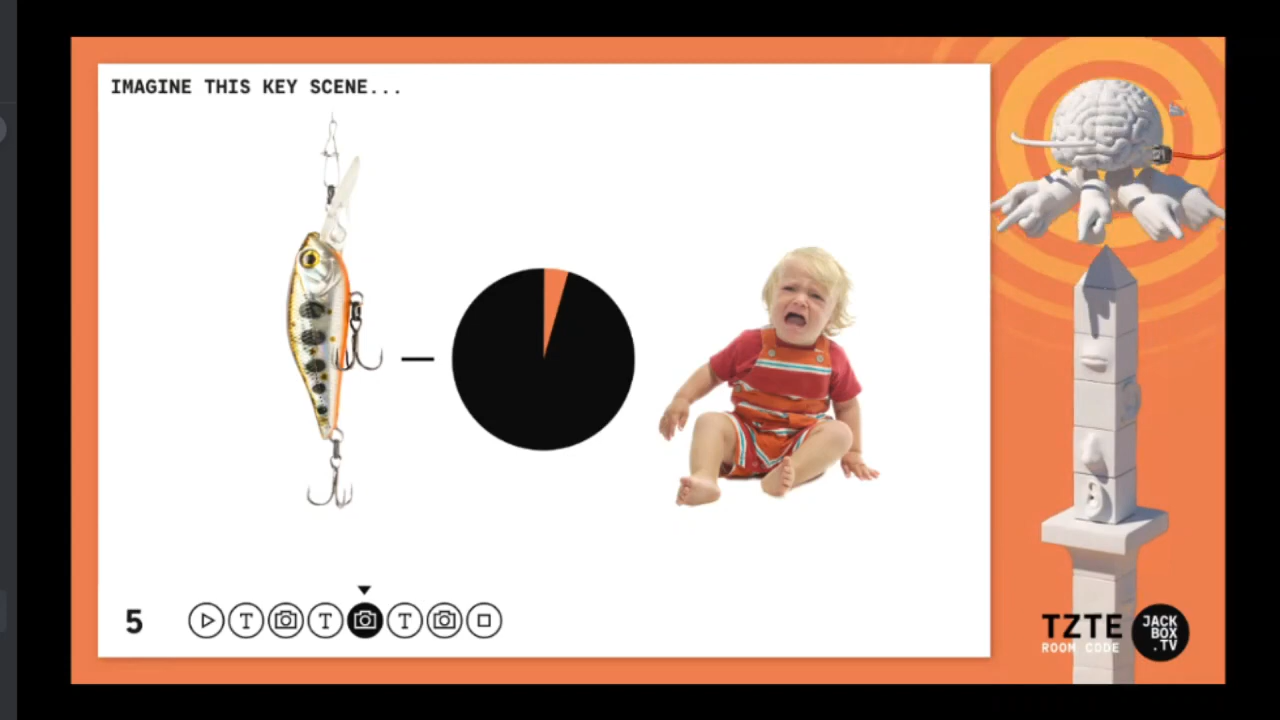 IMAGINE THIS KEY SCENE...
5
T
T
T
TZTE
ROOM CODE
JACK
BOX
.TV